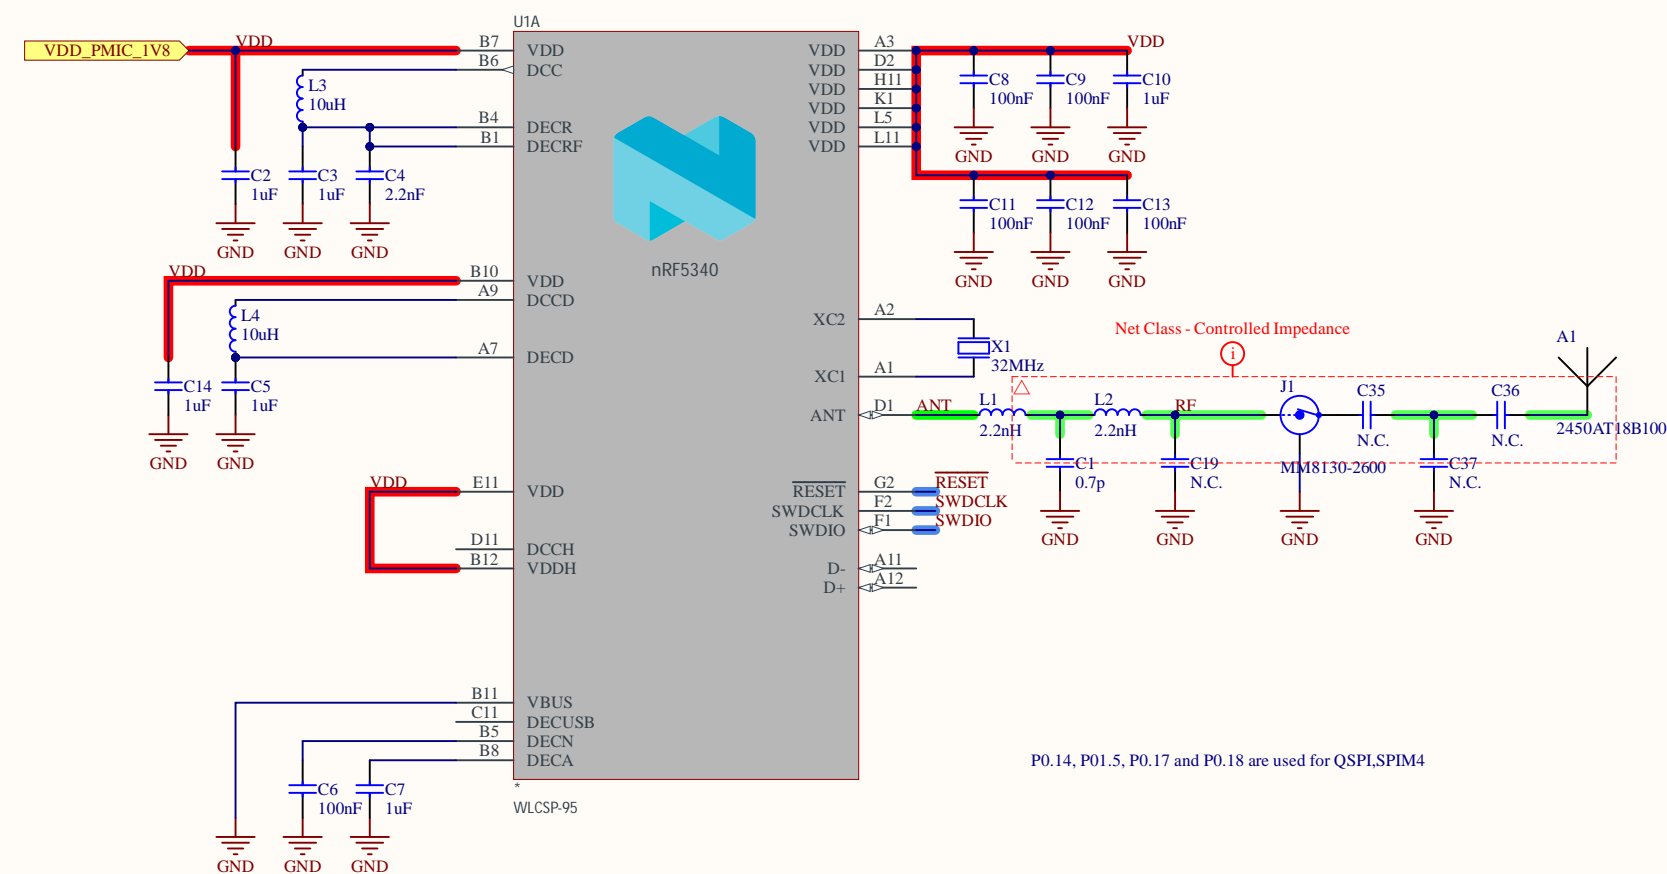 U1A
VDD_PMIC_1V8
VDD
B7
VDD
B6
DCC
L3
10uH
B4
DECR
B1
DECRF
C2
1uF
C3
1uF
C4
2.2nF
GND
GND
GND
VDD
B10
VDD
A9
DCCD
L4
10uH
A7
DECD
C14
1uF
C5
1uF
GND
GND
VDD
E11
VDD
D11
DCCH
B12
VDDH
B11
VBUS
C11
DECUSB
B5
DECN
B8
DECA
C6
100nF
C7
1uF
GND
GND
GND
nRF5340
*
WLCSP-95
VDD
A3
VDD
D2
VDD
H11
VDD
K1
VDD
L5
VDD
L11
VDD
VDD
C8
100nF
C9
100nF
C10
1uF
GND
GND
GND
C11
100nF
C12
100nF
C13
100nF
GND
GND
GND
XC2
A2
X1
32MHz
XC1
A1
Net Class - Controlled Impedance
i
ANT
D1
ANT
L1
2.2nH
L2
2.2nH
RF
J1
MM8130-2600
C35
N.C.
C36
N.C.
A1
2450AT18B100
C1
0.7p
C19
N.C.
C37
N.C.
GND
GND
GND
GND
RESET
G2
RESET
SWDCLK
F2
SWDCLK
SWDIO
F1
SWDIO
D-
A11
D+
A12
P0.14, P01.5, P0.17 and P0.18 are used for QSPI,SPIM4